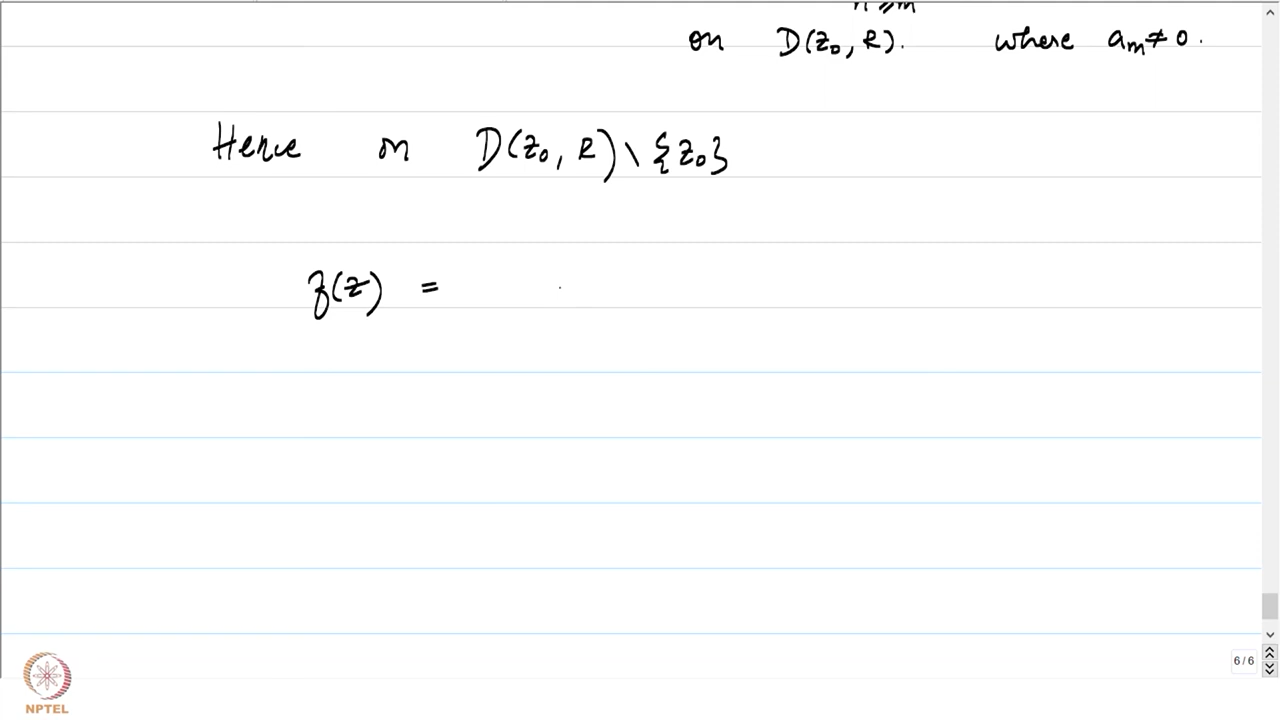 n ≥ m
on D(z₀, R). where aₘ ≠ 0.
Hence on D(z₀, R) \ {z₀}
f(z) =
6 / 6
NPTEL